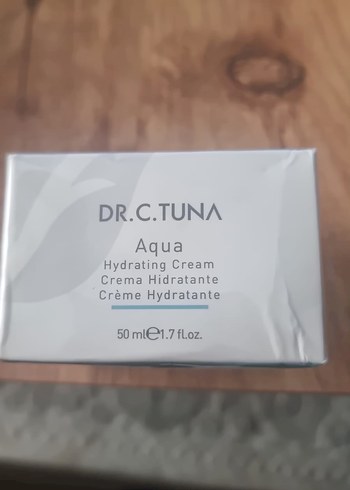 DR.C.TUNA
Aqua
Hydrating Cream
Crema Hidratante
Crème Hydratante
50 ml℮1.7 fl.oz.